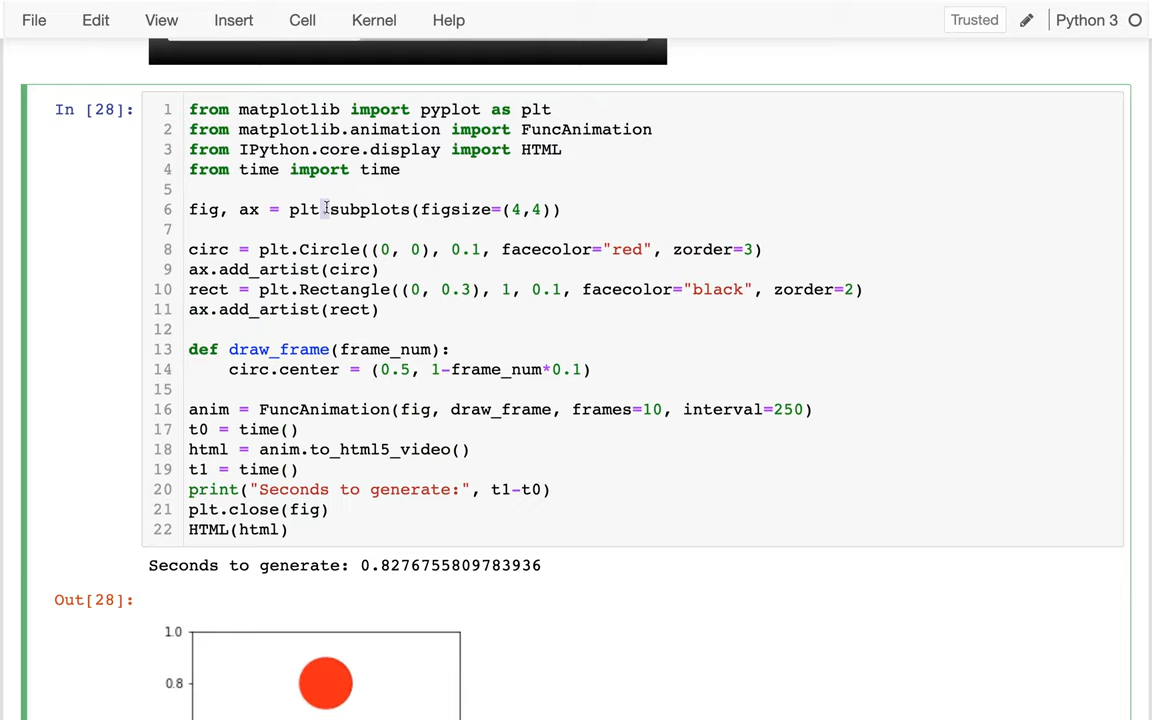 File Edit View Insert Cell Kernel Help Trusted Python 3
In [28]:
1 from matplotlib import pyplot as plt
2 from matplotlib.animation import FuncAnimation
3 from IPython.core.display import HTML
4 from time import time
5
6 fig, ax = plt.subplots(figsize=(4,4))
7
8 circ = plt.Circle((0, 0), 0.1, facecolor="red", zorder=3)
9 ax.add_artist(circ)
10 rect = plt.Rectangle((0, 0.3), 1, 0.1, facecolor="black", zorder=2)
11 ax.add_artist(rect)
12
13 def draw_frame(frame_num):
14     circ.center = (0.5, 1-frame_num*0.1)
15
16 anim = FuncAnimation(fig, draw_frame, frames=10, interval=250)
17 t0 = time()
18 html = anim.to_html5_video()
19 t1 = time()
20 print("Seconds to generate:", t1-t0)
21 plt.close(fig)
22 HTML(html)
Seconds to generate: 0.8276755809783936
Out[28]:
1.0
0.8